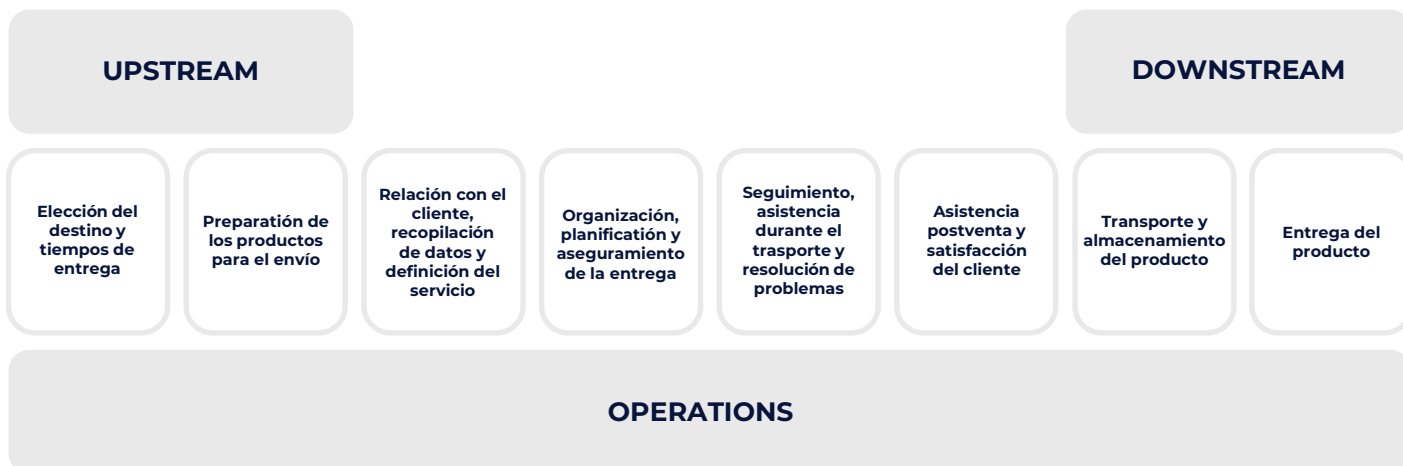 UPSTREAM
DOWNSTREAM
Elección del
destino y
tiempos de
entrega
Preparatión de
los productos
para el envío
Relación con el
cliente,
recopilación
de datos y
definición del
servicio
Organización,
planificatión y
aseguramiento
de la entrega
Seguimiento,
asistencia
durante el
trasporte y
resolución de
problemas
Asistencia
postventa y
satisfacción
del cliente
Transporte y
almacenamiento
del producto
Entrega del
producto
OPERATIONS